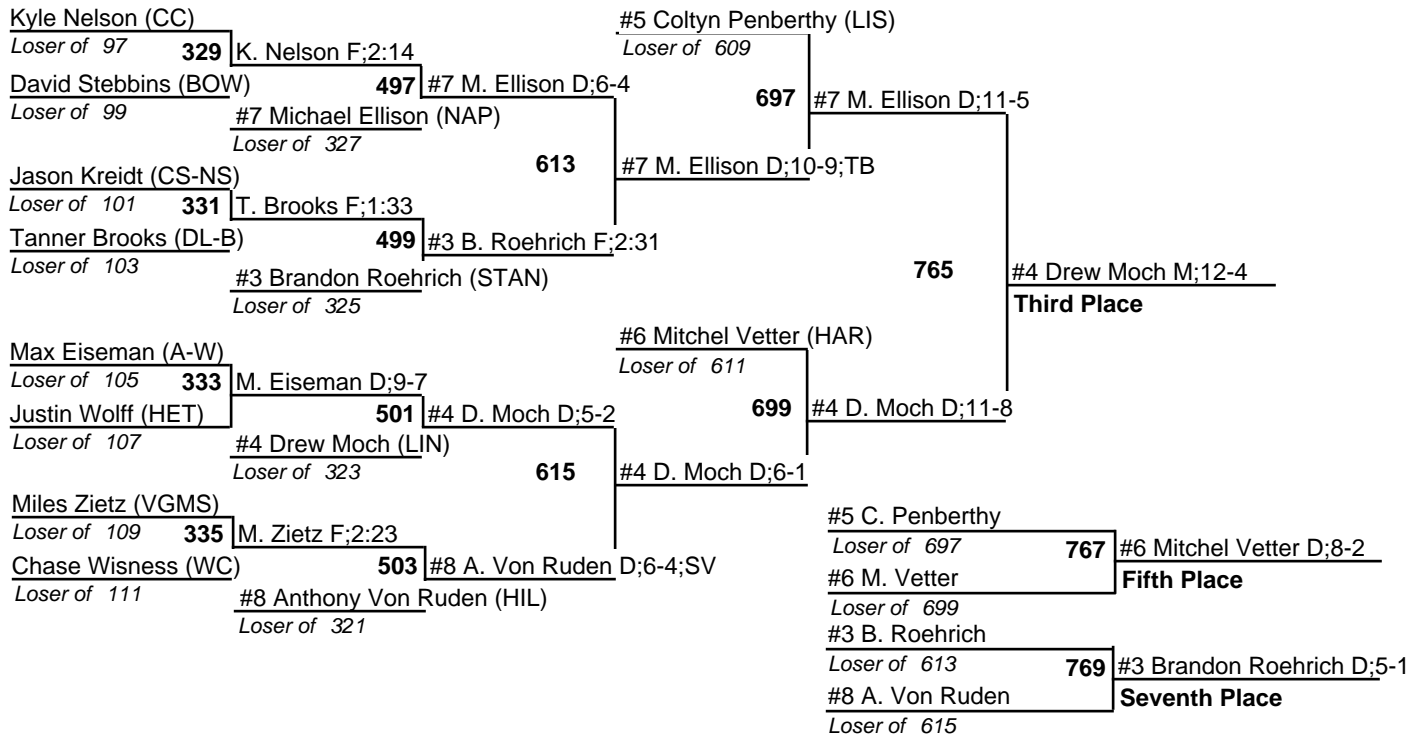 Kyle Nelson (CC)
Loser of 97
329
K. Nelson F;2:14
David Stebbins (BOW)
Loser of 99
497
#7 M. Ellison D;6-4
#7 Michael Ellison (NAP)
Loser of 327
Jason Kreidt (CS-NS)
Loser of 101
331
T. Brooks F;1:33
Tanner Brooks (DL-B)
Loser of 103
499
#3 B. Roehrich F;2:31
#3 Brandon Roehrich (STAN)
Loser of 325
613
#7 M. Ellison D;10-9;TB
#5 Coltyn Penberthy (LIS)
Loser of 609
697
#7 M. Ellison D;11-5
Max Eiseman (A-W)
Loser of 105
333
M. Eiseman D;9-7
Justin Wolff (HET)
Loser of 107
501
#4 D. Moch D;5-2
#4 Drew Moch (LIN)
Loser of 323
Miles Zietz (VGMS)
Loser of 109
335
M. Zietz F;2:23
Chase Wisness (WC)
Loser of 111
503
#8 A. Von Ruden D;6-4;SV
#8 Anthony Von Ruden (HIL)
Loser of 321
615
#4 D. Moch D;6-1
#6 Mitchel Vetter (HAR)
Loser of 611
699
#4 D. Moch D;11-8
765
#4 Drew Moch M;12-4
Third Place
#5 C. Penberthy
Loser of 697
767
#6 Mitchel Vetter D;8-2
#6 M. Vetter
Fifth Place
Loser of 699
#3 B. Roehrich
Loser of 613
769
#3 Brandon Roehrich D;5-1
#8 A. Von Ruden
Seventh Place
Loser of 615